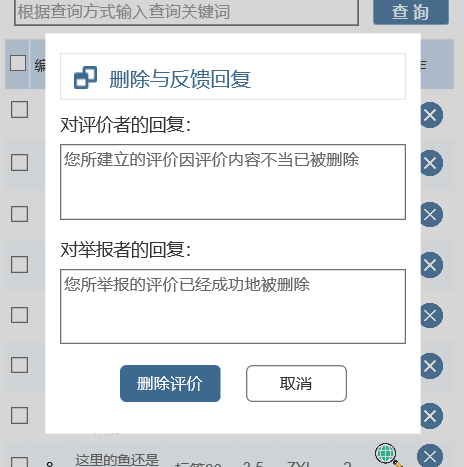 根据查询方式输入查询关键词
查 询
删除与反馈回复
对评价者的回复：
您所建立的评价因评价内容不当已被删除
对举报者的回复：
您所举报的评价已经成功地被删除
删除评价
取消
这里的鱼还是